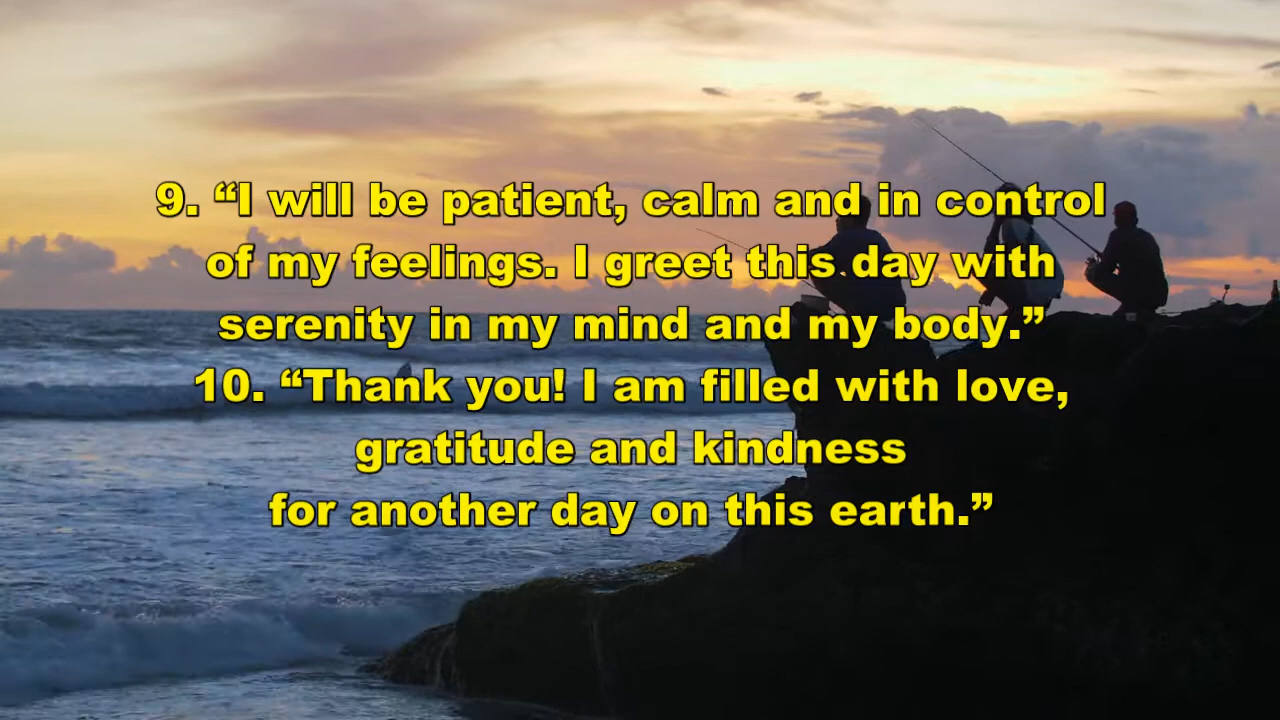 9. “I will be patient, calm and in control
of my feelings. I greet this day with
serenity in my mind and my body.”
10. “Thank you! I am filled with love,
gratitude and kindness
for another day on this earth.”